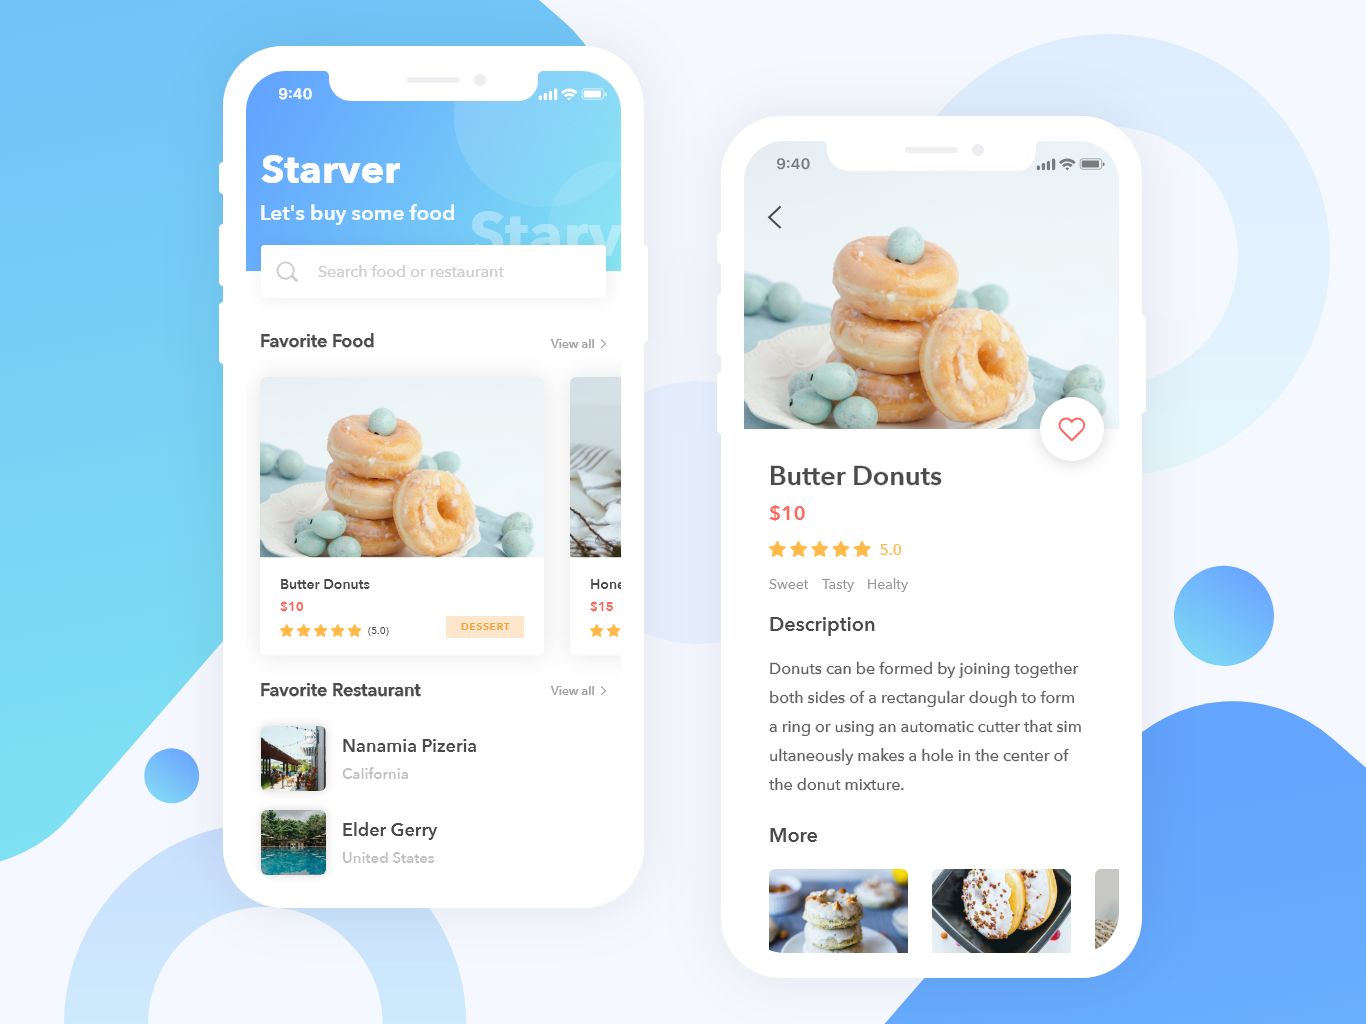 9:40
Starver
Let's buy some food
Starv
Search food or restaurant
Favorite Food
View all
Butter Donuts
$10
(5.0)
DESSERT
Hone
$15
Favorite Restaurant
View all
Nanamia Pizeria
California
Elder Gerry
United States
9:40
Butter Donuts
$10
5.0
Sweet Tasty Healty
Description
Donuts can be formed by joining together
both sides of a rectangular dough to form
a ring or using an automatic cutter that sim
ultaneously makes a hole in the center of
the donut mixture.
More